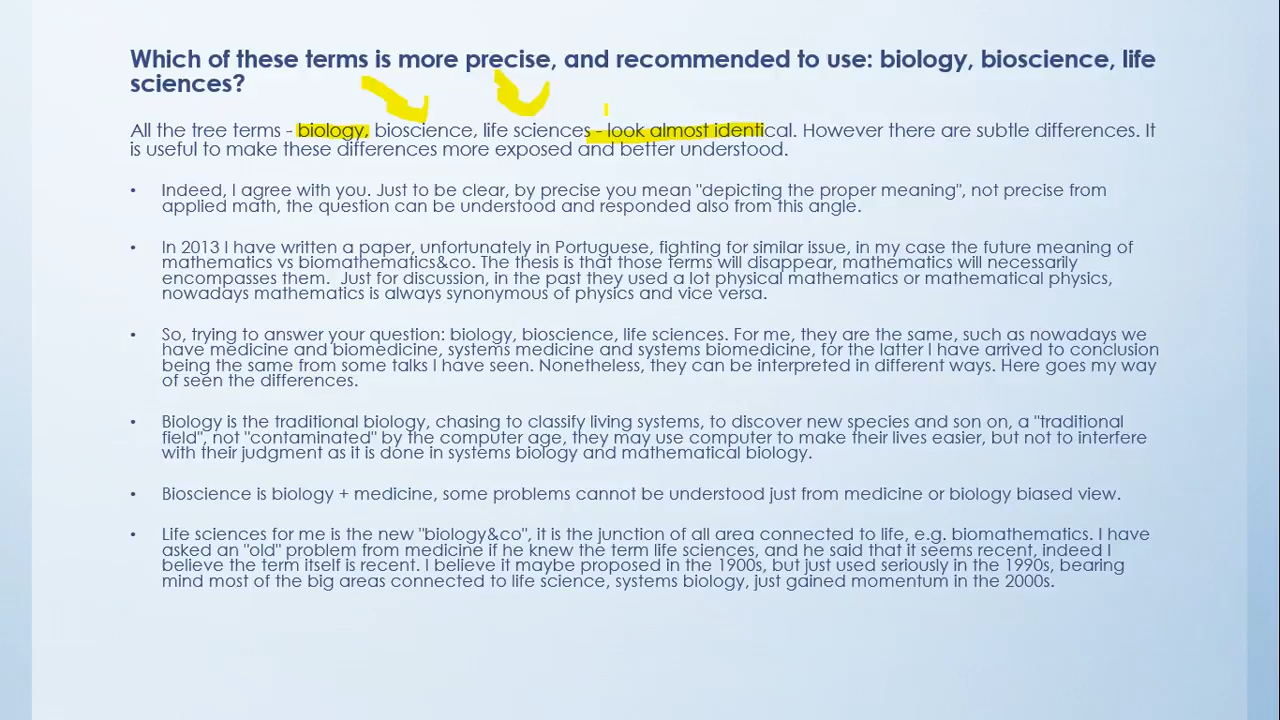 Which of these terms is more precise, and recommended to use: biology, bioscience, life
sciences?
All the tree terms - biology, bioscience, life sciences - look almost identical. However there are subtle differences. It
is useful to make these differences more exposed and better understood.
• Indeed, I agree with you. Just to be clear, by precise you mean "depicting the proper meaning", not precise from
applied math, the question can be understood and responded also from this angle.
• In 2013 I have written a paper, unfortunately in Portuguese, fighting for similar issue, in my case the future meaning of
mathematics vs biomathematics&co. The thesis is that those terms will disappear, mathematics will necessarily
encompasses them. Just for discussion, in the past they used a lot physical mathematics or mathematical physics,
nowadays mathematics is always synonymous of physics and vice versa.
• So, trying to answer your question: biology, bioscience, life sciences. For me, they are the same, such as nowadays we
have medicine and biomedicine, systems medicine and systems biomedicine, for the latter I have arrived to conclusion
being the same from some talks I have seen. Nonetheless, they can be interpreted in different ways. Here goes my way
of seen the differences.
• Biology is the traditional biology, chasing to classify living systems, to discover new species and son on, a "traditional
field", not "contaminated" by the computer age, they may use computer to make their lives easier, but not to interfere
with their judgment as it is done in systems biology and mathematical biology.
• Bioscience is biology + medicine, some problems cannot be understood just from medicine or biology biased view.
• Life sciences for me is the new "biology&co", it is the junction of all area connected to life, e.g. biomathematics. I have
asked an "old" problem from medicine if he knew the term life sciences, and he said that it seems recent, indeed I
believe the term itself is recent. I believe it maybe proposed in the 1900s, but just used seriously in the 1990s, bearing
mind most of the big areas connected to life science, systems biology, just gained momentum in the 2000s.